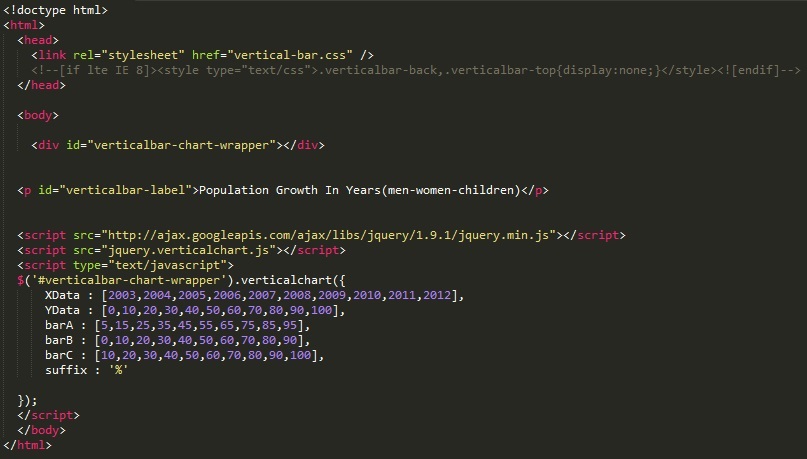 <!doctype html>
<html>
<head>
<link rel="stylesheet" href="vertical-bar.css" />
<!--[if lte IE 8]><style type="text/css">.verticalbar-back,.verticalbar-top{display:none;}</style><![endif]-->
</head>
<body>
<div id="verticalbar-chart-wrapper"></div>
<p id="verticalbar-label">Population Growth In Years(men-women-children)</p>
<script src="http://ajax.googleapis.com/ajax/libs/jquery/1.9.1/jquery.min.js"></script>
<script src="jquery.verticalchart.js"></script>
<script type="text/javascript">
$('#verticalbar-chart-wrapper').verticalchart({
XData : [2003,2004,2005,2006,2007,2008,2009,2010,2011,2012],
YData : [0,10,20,30,40,50,60,70,80,90,100],
barA : [5,15,25,35,45,55,65,75,85,95],
barB : [0,10,20,30,40,50,60,70,80,90],
barC : [10,20,30,40,50,60,70,80,90,100],
suffix : '%'
});
</script>
</body>
</html>